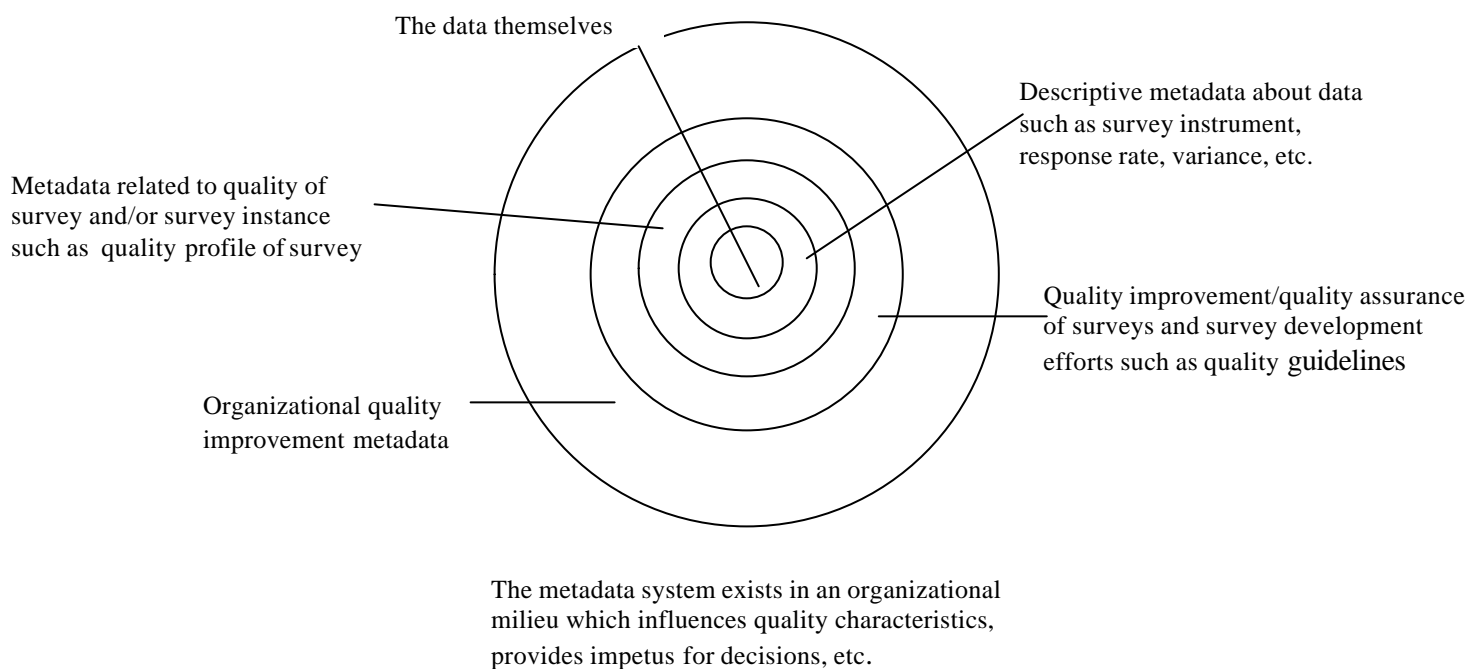 The data themselves
Descriptive metadata about data
such as survey instrument,
response rate, variance, etc.
Metadata related to quality of
survey and/or survey instance
such as quality profile of survey
Quality improvement/quality assurance
of surveys and survey development
efforts such as quality guidelines
Organizational quality
improvement metadata
The metadata system exists in an organizational
milieu which influences quality characteristics,
provides impetus for decisions, etc.